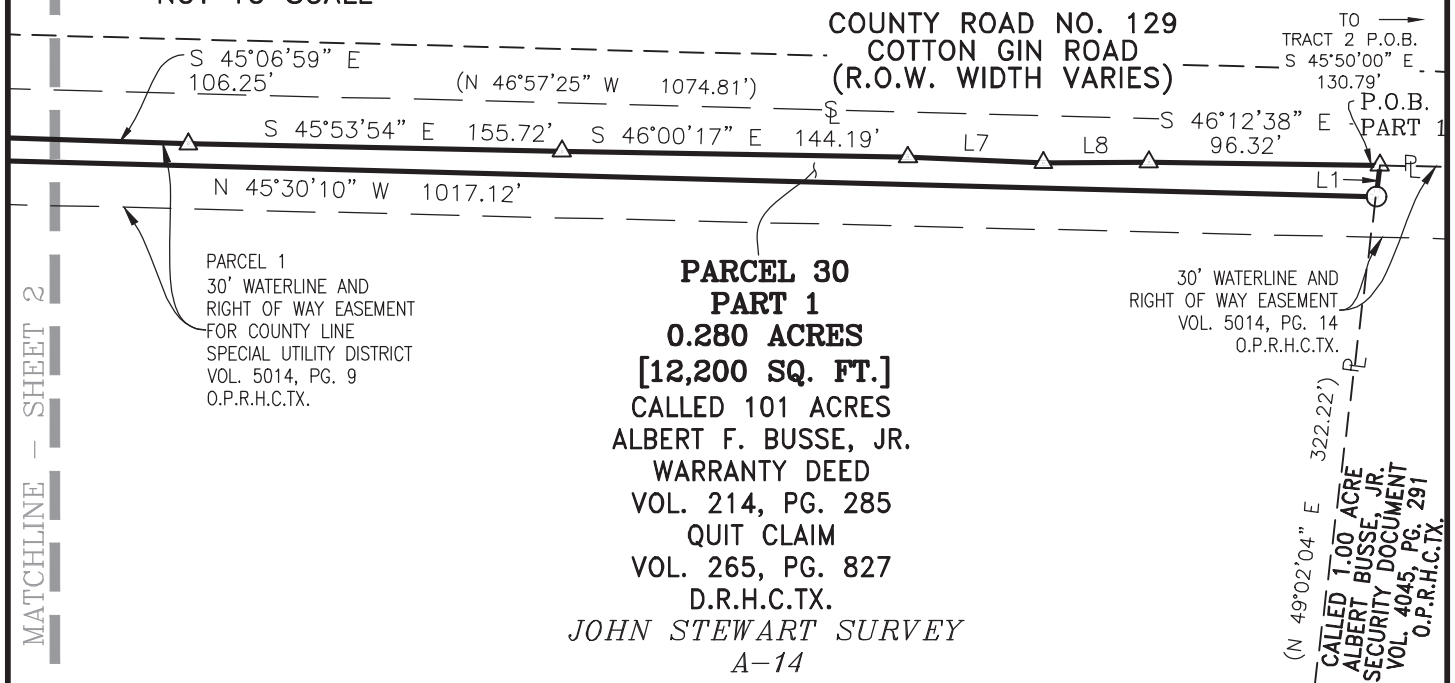 NOT TO SCALE
COUNTY ROAD NO. 129
COTTON GIN ROAD
(R.O.W. WIDTH VARIES)
TO
TRACT 2 P.O.B.
S 45°50'00" E
130.79'
P.O.B.
PART 1
S 45°06'59" E
106.25'
(N 46°57'25" W 1074.81')
S 45°53'54" E 155.72'
S 46°00'17" E 144.19'
L7
L8
S 46°12'38" E
96.32'
L1
N 45°30'10" W 1017.12'
PARCEL 1
30' WATERLINE AND
RIGHT OF WAY EASEMENT
FOR COUNTY LINE
SPECIAL UTILITY DISTRICT
VOL. 5014, PG. 9
O.P.R.H.C.TX.
PARCEL 30
PART 1
0.280 ACRES
[12,200 SQ. FT.]
CALLED 101 ACRES
ALBERT F. BUSSE, JR.
WARRANTY DEED
VOL. 214, PG. 285
QUIT CLAIM
VOL. 265, PG. 827
D.R.H.C.TX.
JOHN STEWART SURVEY
A-14
30' WATERLINE AND
RIGHT OF WAY EASEMENT
VOL. 5014, PG. 14
O.P.R.H.C.TX.
(N 49°02'04" E 322.22')
CALLED 1.00 ACRE
ALBERT BUSSE, JR.
SECURITY DOCUMENT
VOL. 4045, PG. 291
O.P.R.H.C.TX.
MATCHLINE - SHEET 2